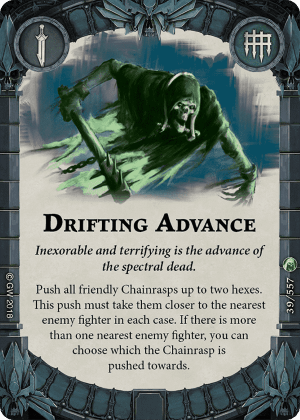 DRIFTING ADVANCE
Inexorable and terrifying is the advance of
the spectral dead.
Push all friendly Chainrasps up to two hexes.
This push must take them closer to the nearest
enemy fighter in each case. If there is more
than one nearest enemy fighter, you can
choose which the Chainrasp is
pushed towards.
© GW 2018
39/557